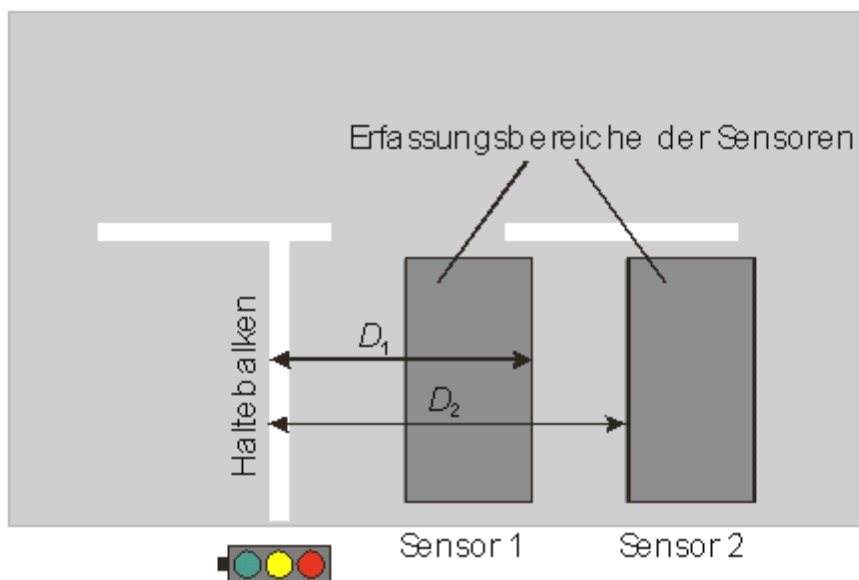 Erfassungsbereiche der Sensoren
Haltebalken
D1
D2
Sensor 1
Sensor 2